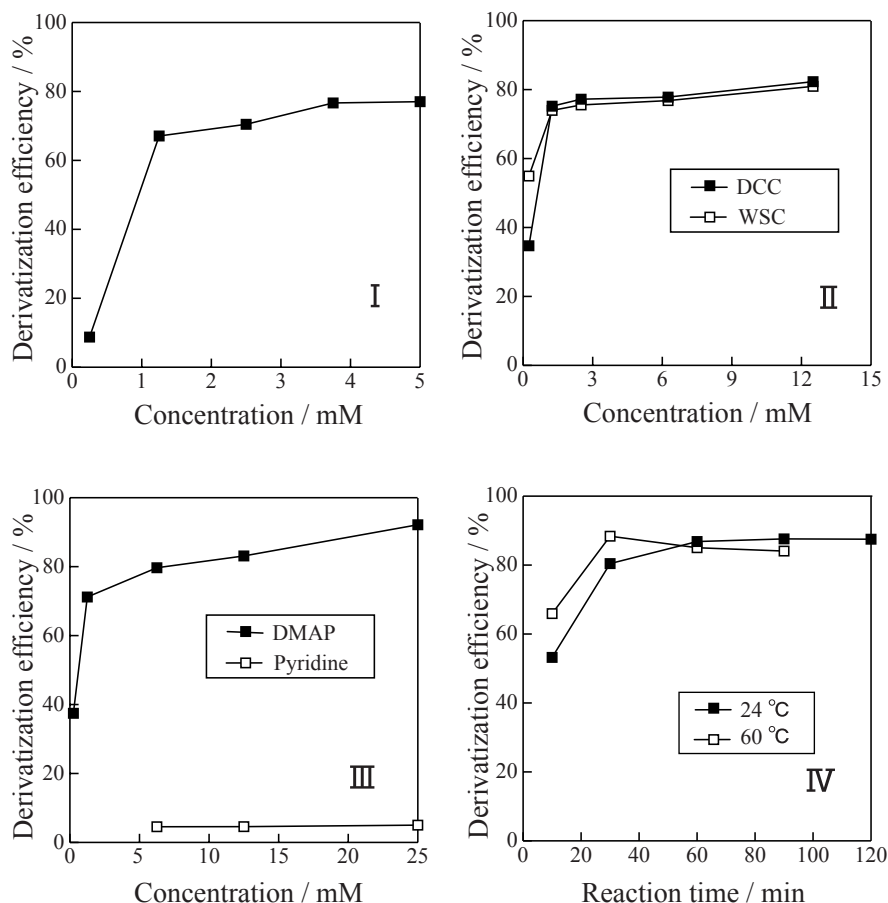 Derivatization efficiency / %
100
80
60
40
20
0
0 1 2 3 4 5
Concentration / mM
I
Derivatization efficiency / %
100
80
60
40
20
0
0 3 6 9 12 15
Concentration / mM
DCC
WSC
II
Derivatization efficiency / %
100
80
60
40
20
0
0 5 10 15 20 25
Concentration / mM
DMAP
Pyridine
III
Derivatization efficiency / %
100
80
60
40
20
0
0 20 40 60 80 100 120
Reaction time / min
24 °C
60 °C
IV